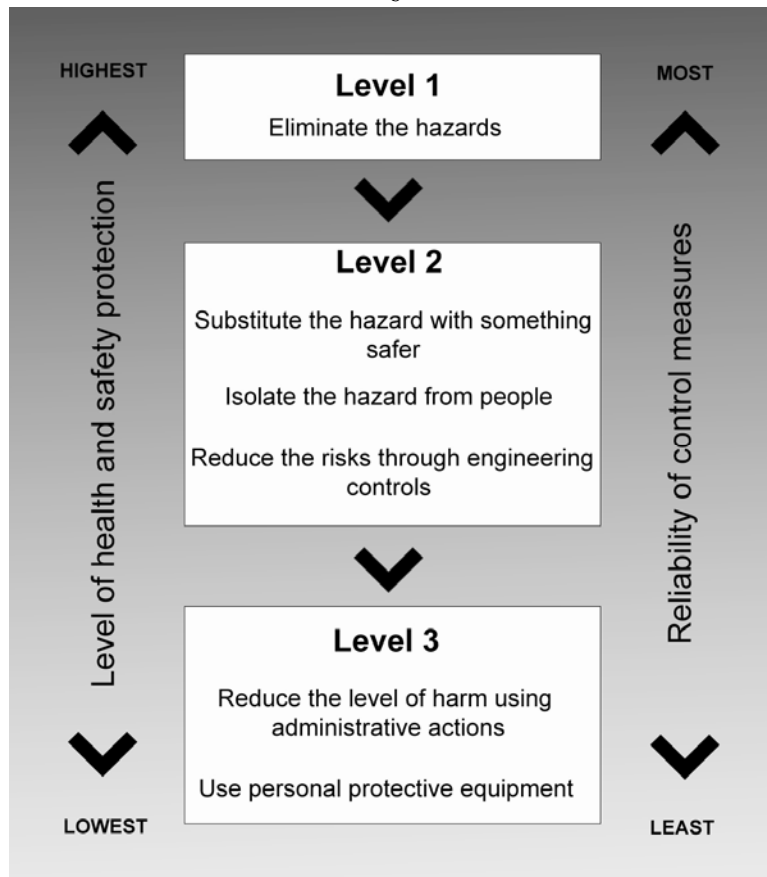 HIGHEST
Level of health and safety protection
LOWEST
Level 1
Eliminate the hazards
Level 2
Substitute the hazard with something
safer
Isolate the hazard from people
Reduce the risks through engineering
controls
Level 3
Reduce the level of harm using
administrative actions
Use personal protective equipment
MOST
Reliability of control measures
LEAST